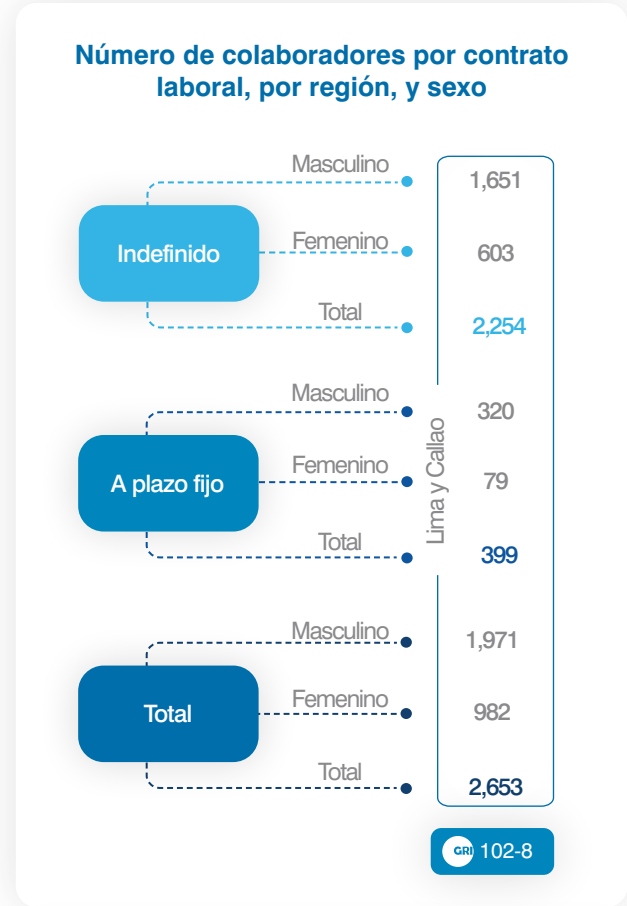 Número de colaboradores por contrato
laboral, por región, y sexo
Masculino 1,651
Indefinido Femenino 603
Total 2,254
Masculino 320
A plazo fijo Femenino 79
Total 399
Lima y Callao
Masculino 1,971
Total Femenino 982
Total 2,653
GRI 102-8